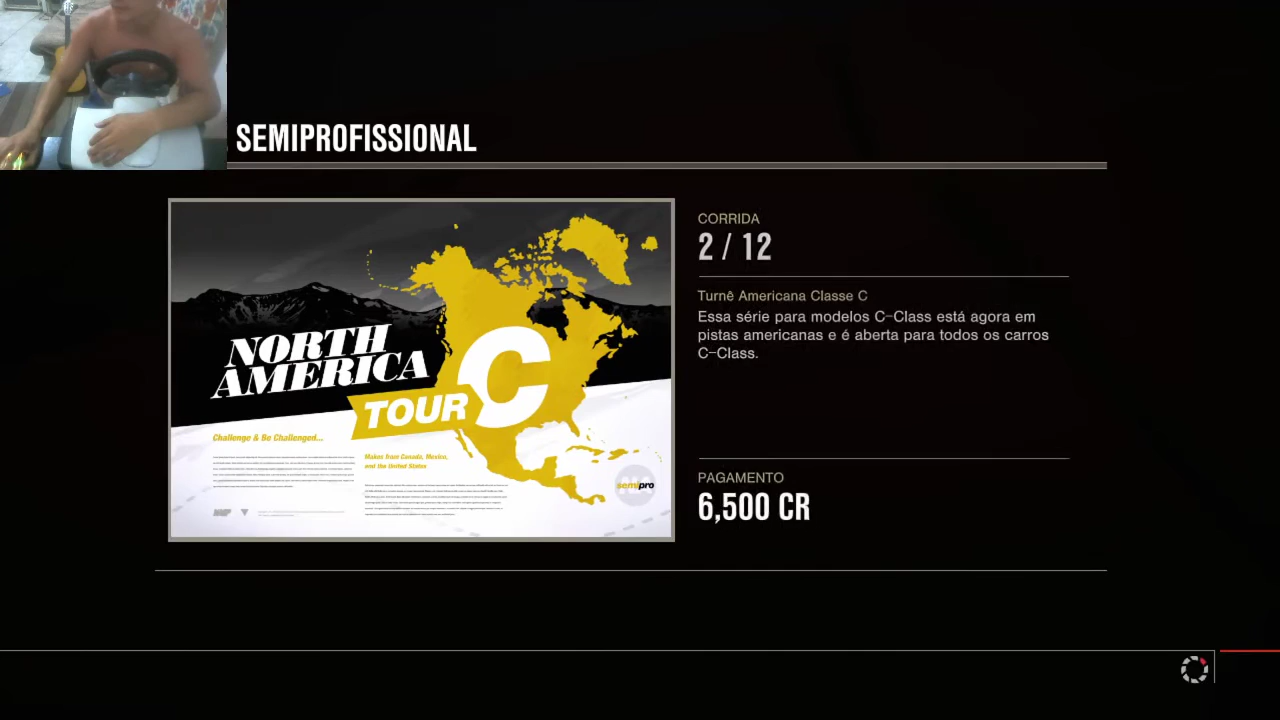 SEMIPROFISSIONAL
CORRIDA
2 / 12
Turnê Americana Classe C
Essa série para modelos C-Class está agora em
pistas americanas e é aberta para todos os carros
C-Class.
PAGAMENTO
6,500 CR
NORTH
AMERICA
TOUR C
Challenge & Be Challenged...
Makes from Canada, Mexico,
and the United States
semipro